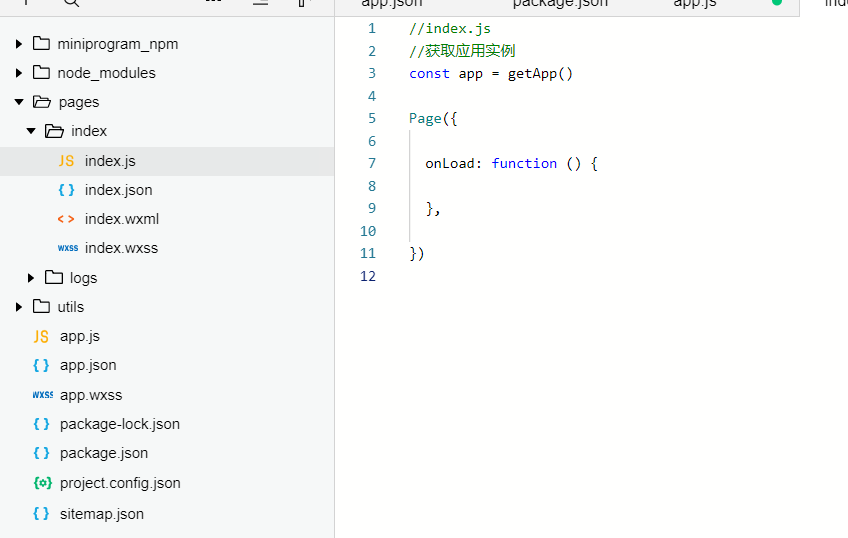 app.json package.json app.js
miniprogram_npm
node_modules
pages
index
JS index.js
{ } index.json
< > index.wxml
wxss index.wxss
logs
utils
JS app.js
{ } app.json
wxss app.wxss
{ } package-lock.json
{ } package.json
project.config.json
{ } sitemap.json
1 //index.js
2 //获取应用实例
3 const app = getApp()
4
5 Page({
6
7 onLoad: function () {
8
9 },
10
11 })
12